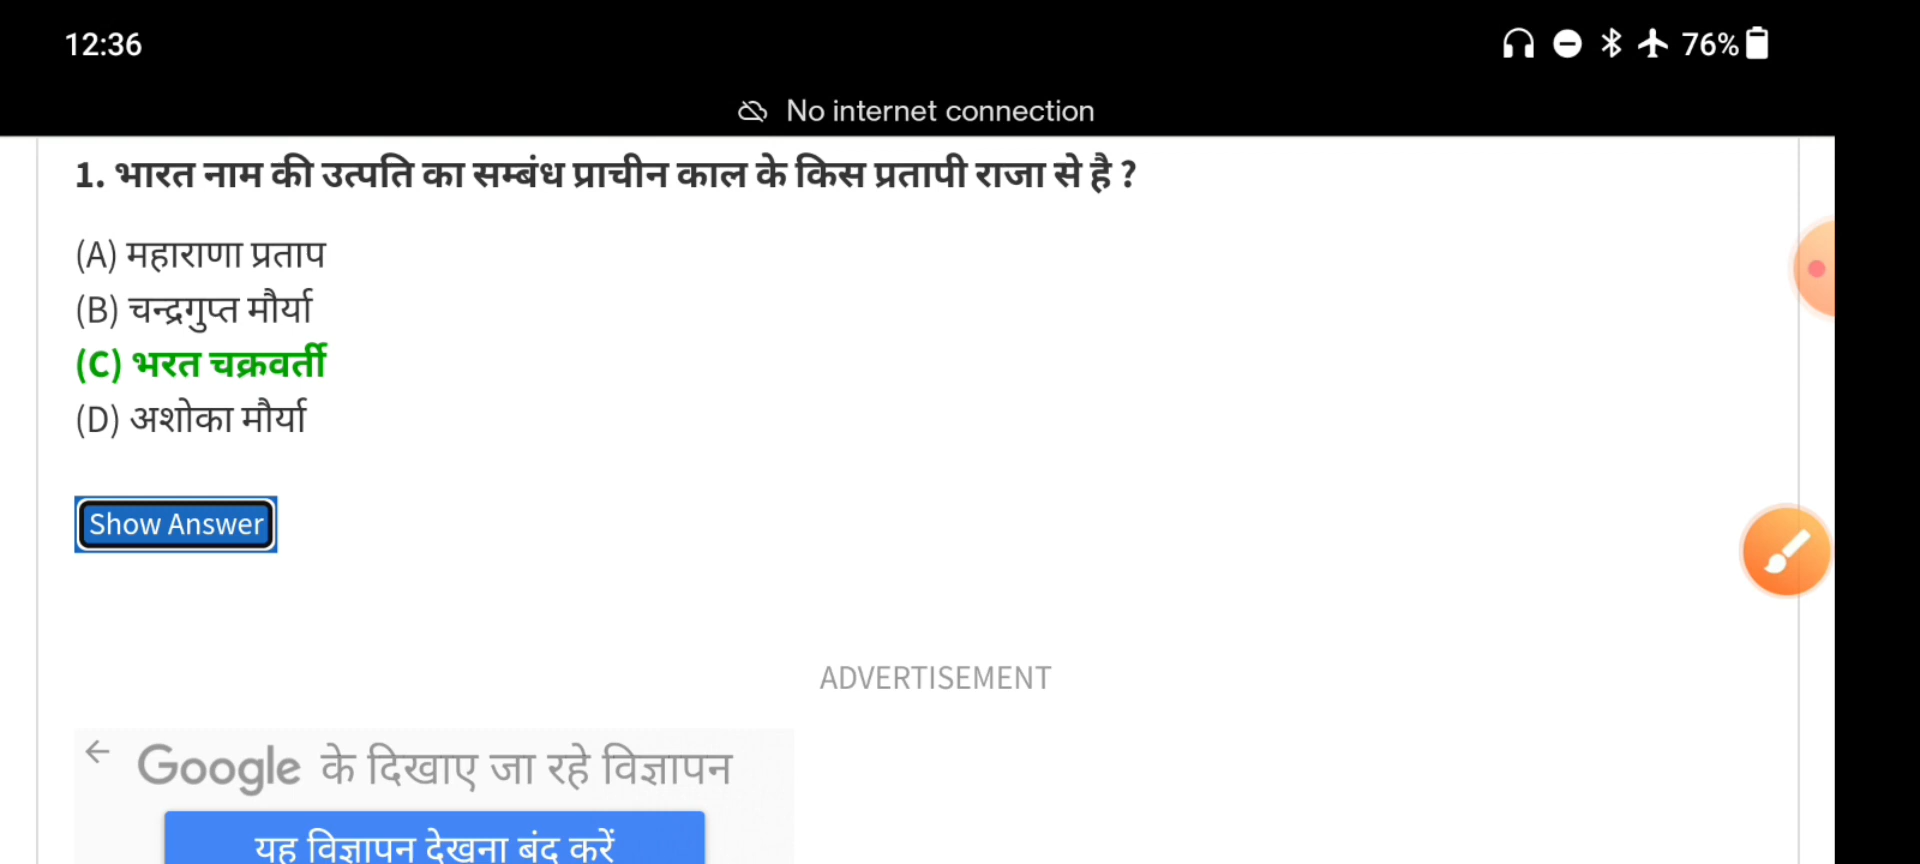 12:36
76%
No internet connection
1. भारत नाम की उत्पति का सम्बंध प्राचीन काल के किस प्रतापी राजा से है ?
(A) महाराणा प्रताप
(B) चन्द्रगुप्त मौर्या
(C) भरत चक्रवर्ती
(D) अशोका मौर्या
Show Answer
ADVERTISEMENT
Google के दिखाए जा रहे विज्ञापन
यह विज्ञापन देखना बंद करें